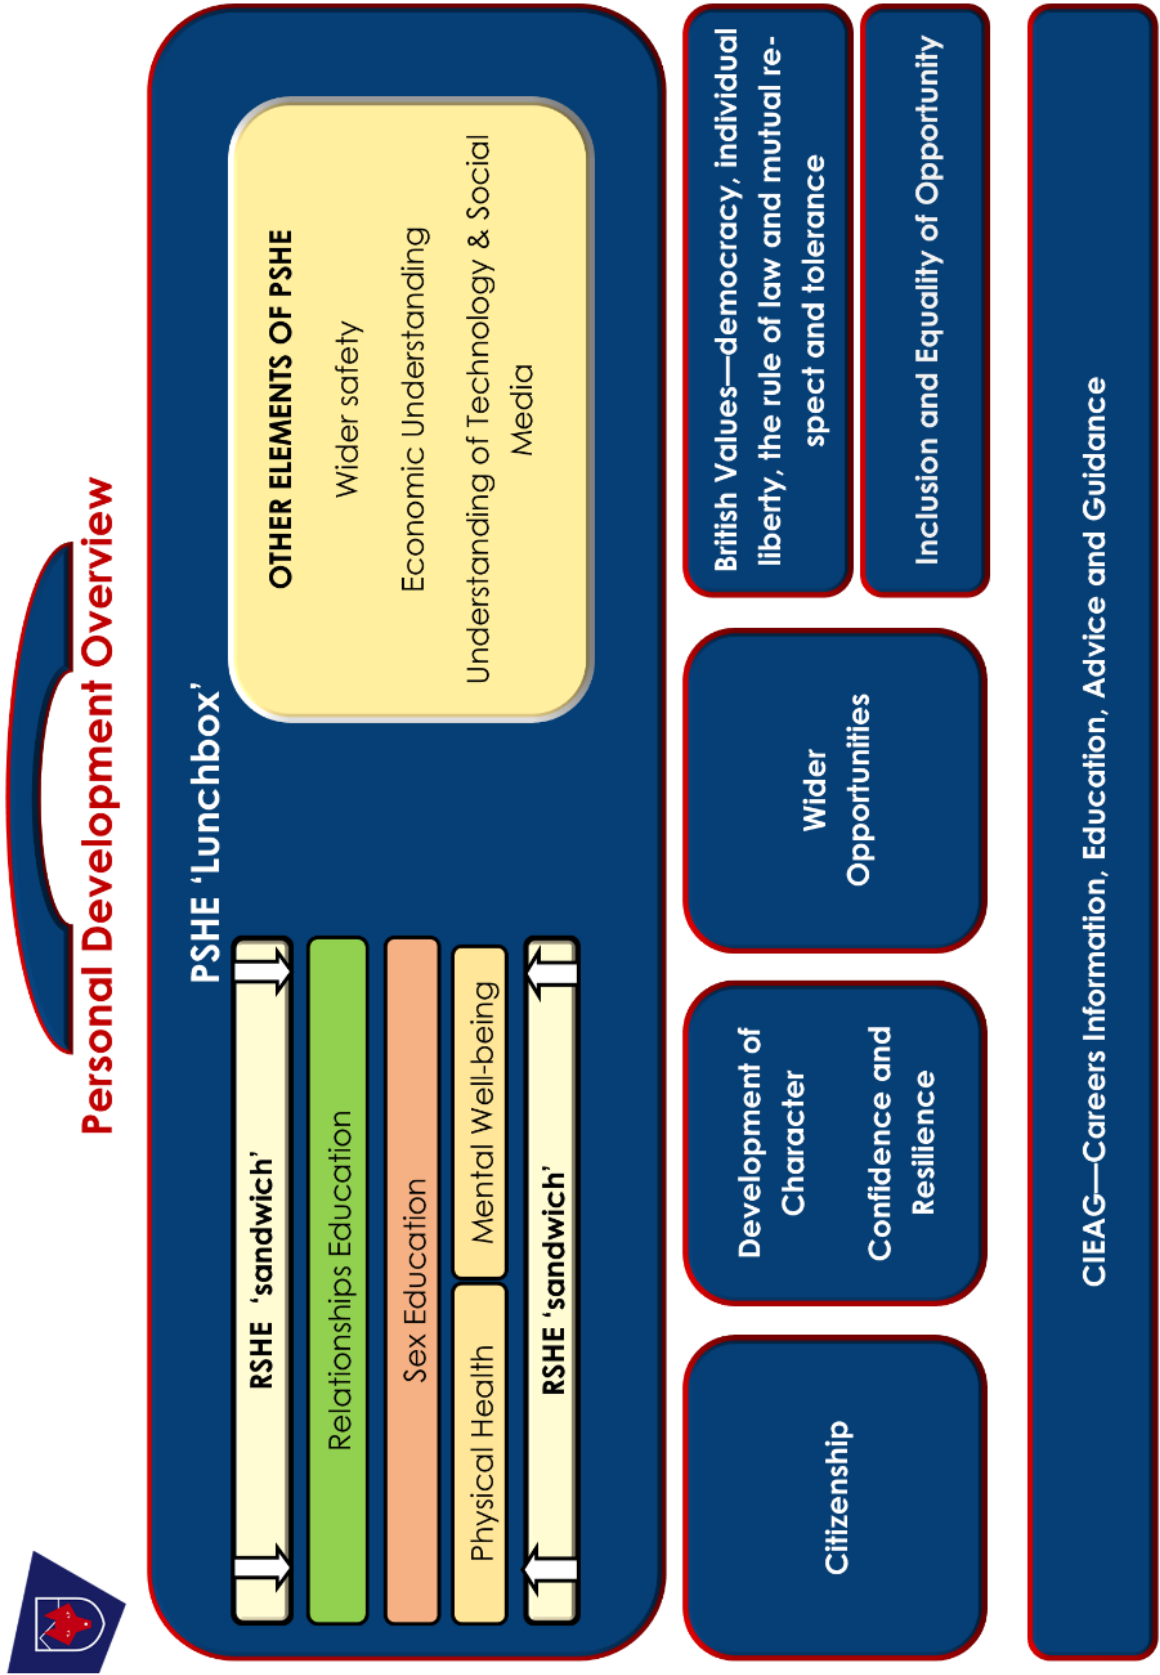 Personal Development Overview
PSHE ‘Lunchbox’
RSHE ‘sandwich’
Relationships Education
Sex Education
Physical Health
Mental Well-being
RSHE ‘sandwich’
OTHER ELEMENTS OF PSHE
Wider safety
Economic Understanding
Understanding of Technology & Social
Media
Citizenship
Development of
Character
Confidence and
Resilience
Wider
Opportunities
British Values—democracy, individual
liberty, the rule of law and mutual re-
spect and tolerance
Inclusion and Equality of Opportunity
CIEAG—Careers Information, Education, Advice and Guidance